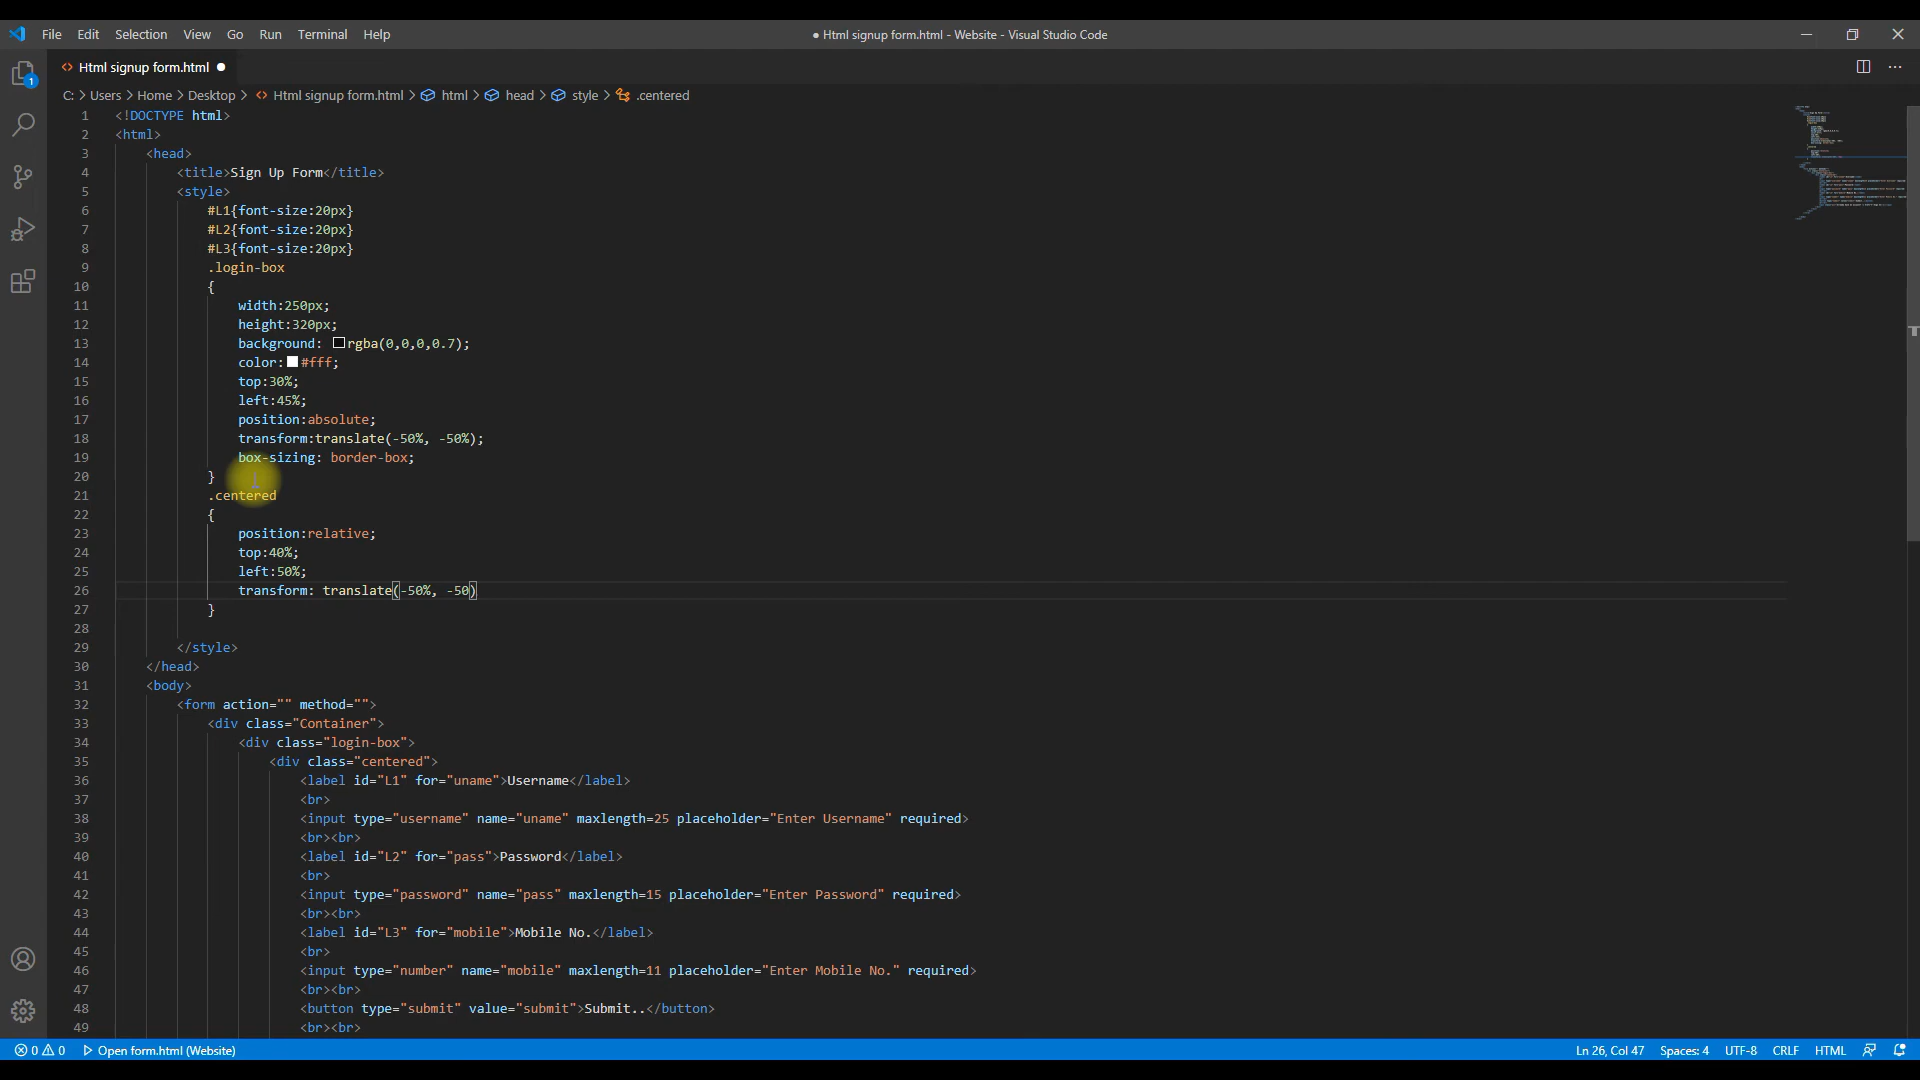 File Edit Selection View Go Run Terminal Help
● Html signup form.html - Website - Visual Studio Code
Html signup form.html ●
C: > Users > Home > Desktop > Html signup form.html > html > head > style > .centered
1 <!DOCTYPE html>
2 <html>
3 <head>
4 <title>Sign Up Form</title>
5 <style>
6 #L1{font-size:20px}
7 #L2{font-size:20px}
8 #L3{font-size:20px}
9 .login-box
10 {
11 width:250px;
12 height:320px;
13 background: rgba(0,0,0,0.7);
14 color:#fff;
15 top:30%;
16 left:45%;
17 position:absolute;
18 transform:translate(-50%, -50%);
19 box-sizing: border-box;
20 }
21 .centered
22 {
23 position:relative;
24 top:40%;
25 left:50%;
26 transform: translate(-50%, -50)
27 }
28
29 </style>
30 </head>
31 <body>
32 <form action="" method="">
33 <div class="Container">
34 <div class="login-box">
35 <div class="centered">
36 <label id="L1" for="uname">Username</label>
37 <br>
38 <input type="username" name="uname" maxlength=25 placeholder="Enter Username" required>
39 <br><br>
40 <label id="L2" for="pass">Password</label>
41 <br>
42 <input type="password" name="pass" maxlength=15 placeholder="Enter Password" required>
43 <br><br>
44 <label id="L3" for="mobile">Mobile No.</label>
45 <br>
46 <input type="number" name="mobile" maxlength=11 placeholder="Enter Mobile No." required>
47 <br><br>
48 <button type="submit" value="submit">Submit..</button>
49 <br><br>
1
0 0 Open form.html (Website)
Ln 26, Col 47 Spaces: 4 UTF-8 CRLF HTML